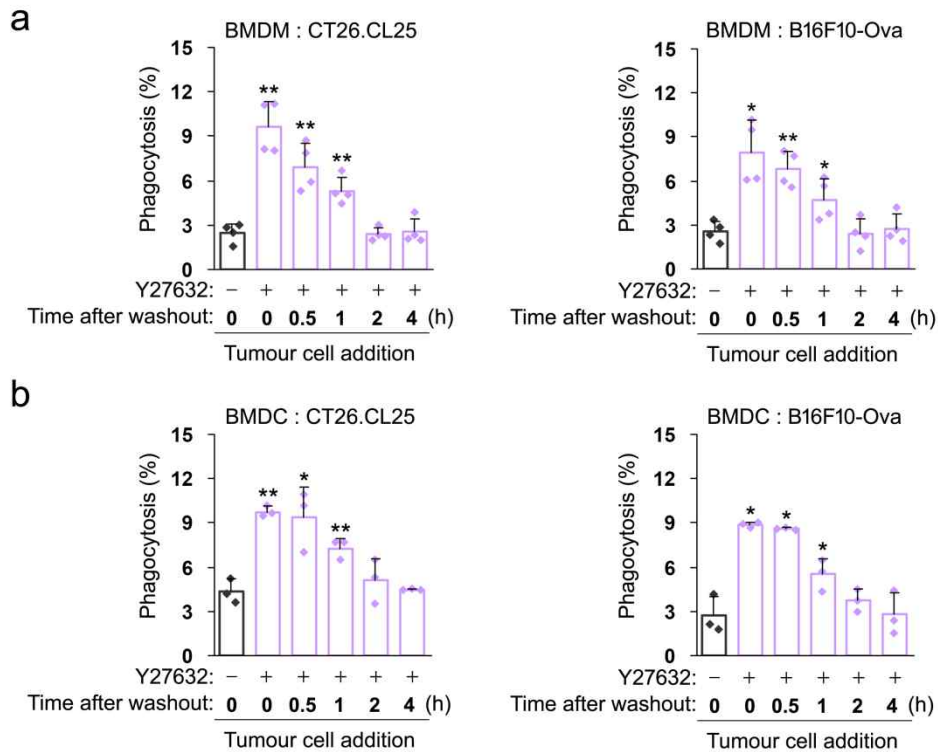 a
BMDM : CT26.CL25
Phagocytosis (%)
15
12
9
6
3
0
** ** **
Y27632: – + + + + +
Time after washout: 0 0 0.5 1 2 4 (h)
Tumour cell addition
BMDM : B16F10-Ova
Phagocytosis (%)
15
12
9
6
3
0
* ** *
Y27632: – + + + + +
Time after washout: 0 0 0.5 1 2 4 (h)
Tumour cell addition
b
BMDC : CT26.CL25
Phagocytosis (%)
15
12
9
6
3
0
** * **
Y27632: – + + + + +
Time after washout: 0 0 0.5 1 2 4 (h)
Tumour cell addition
BMDC : B16F10-Ova
Phagocytosis (%)
15
12
9
6
3
0
* * *
Y27632: – + + + + +
Time after washout: 0 0 0.5 1 2 4 (h)
Tumour cell addition